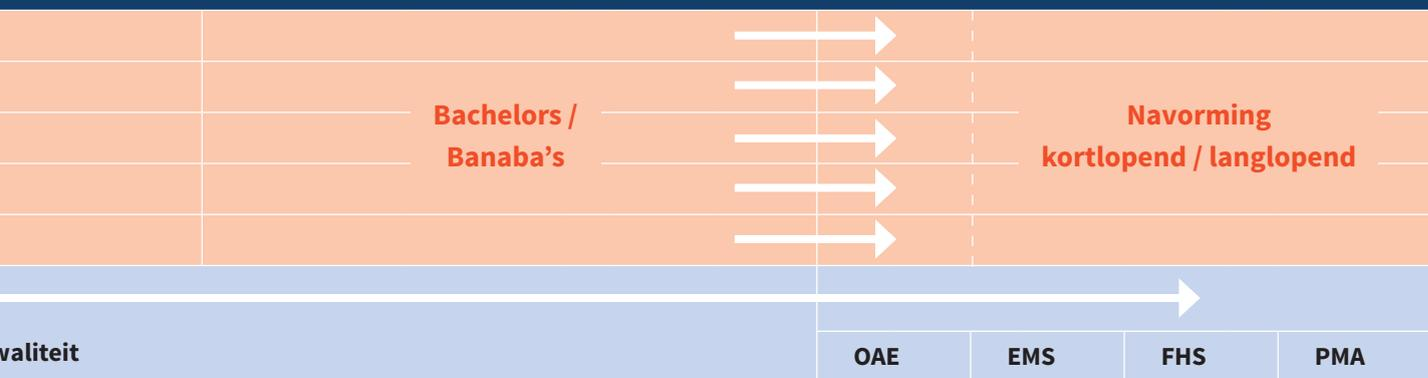 Bachelors /
Banaba’s
Navorming
kortlopend / langlopend
waliteit
OAE
EMS
FHS
PMA